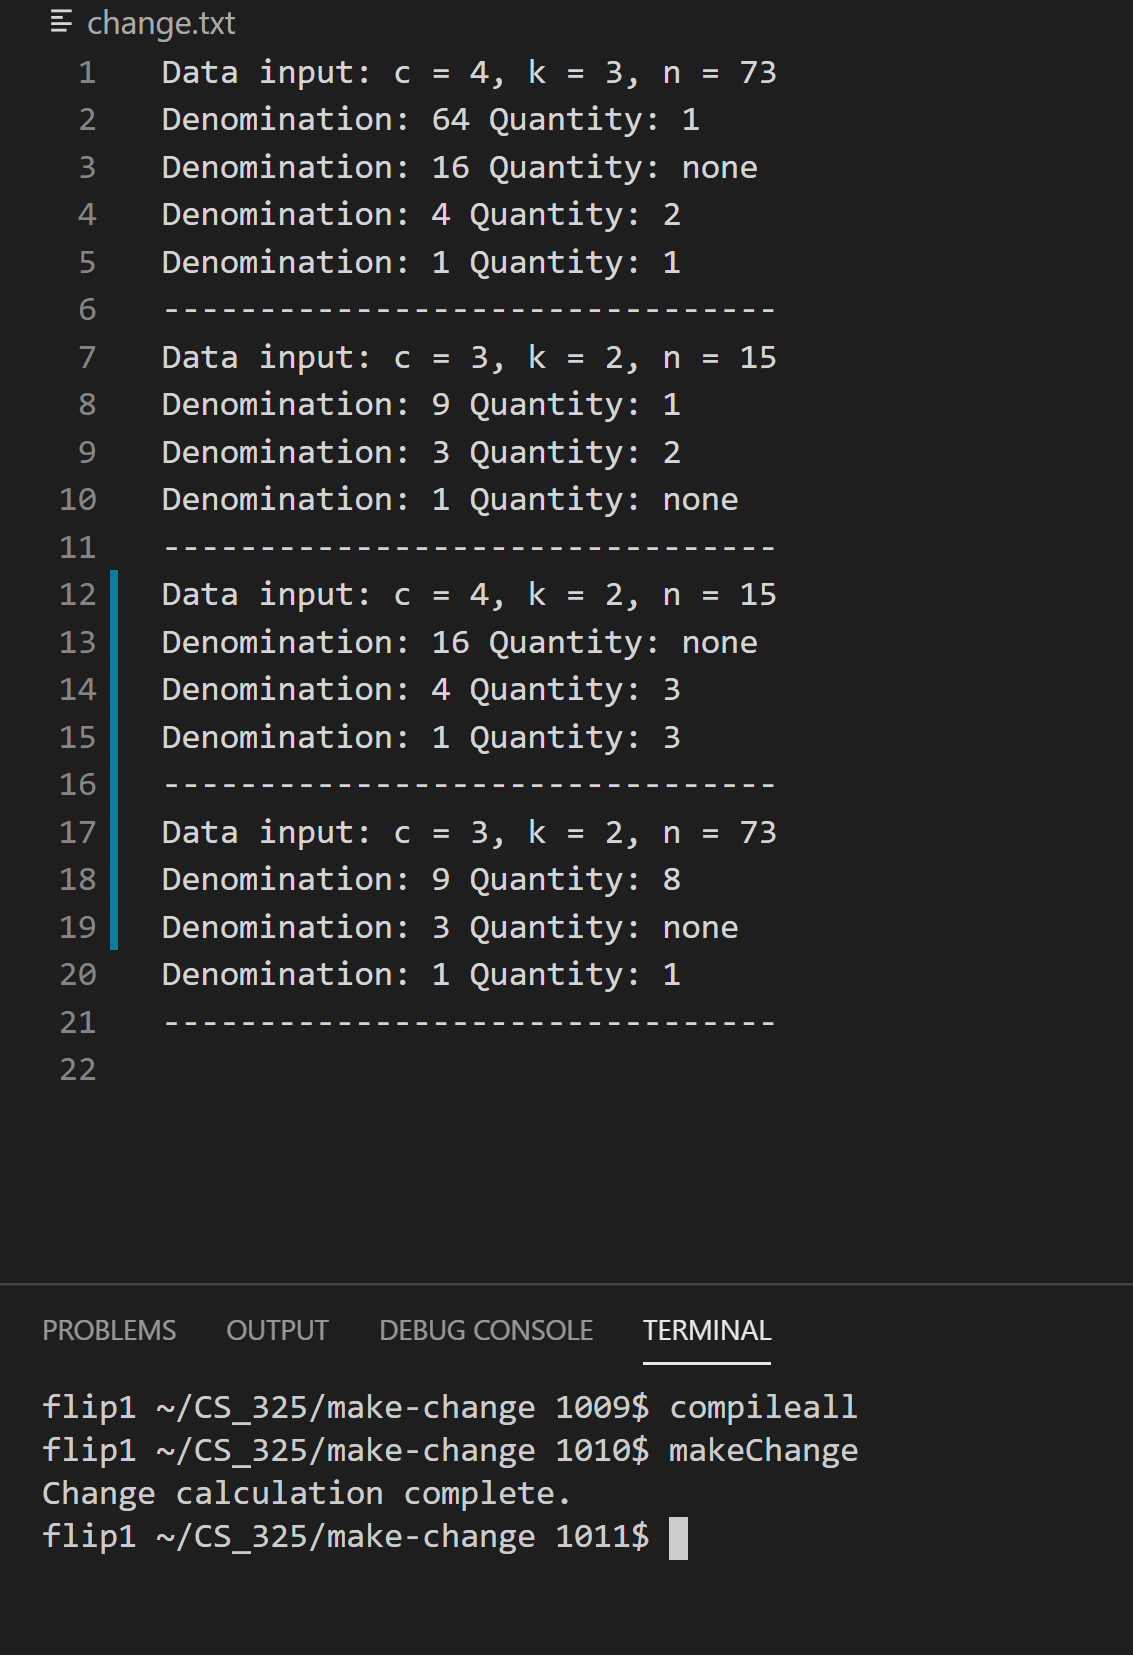 change.txt
1 Data input: c = 4, k = 3, n = 73
2 Denomination: 64 Quantity: 1
3 Denomination: 16 Quantity: none
4 Denomination: 4 Quantity: 2
5 Denomination: 1 Quantity: 1
6 --------------------------------
7 Data input: c = 3, k = 2, n = 15
8 Denomination: 9 Quantity: 1
9 Denomination: 3 Quantity: 2
10 Denomination: 1 Quantity: none
11 --------------------------------
12 Data input: c = 4, k = 2, n = 15
13 Denomination: 16 Quantity: none
14 Denomination: 4 Quantity: 3
15 Denomination: 1 Quantity: 3
16 --------------------------------
17 Data input: c = 3, k = 2, n = 73
18 Denomination: 9 Quantity: 8
19 Denomination: 3 Quantity: none
20 Denomination: 1 Quantity: 1
21 --------------------------------
22
PROBLEMS OUTPUT DEBUG CONSOLE TERMINAL
flip1 ~/CS_325/make-change 1009$ compileall
flip1 ~/CS_325/make-change 1010$ makeChange
Change calculation complete.
flip1 ~/CS_325/make-change 1011$